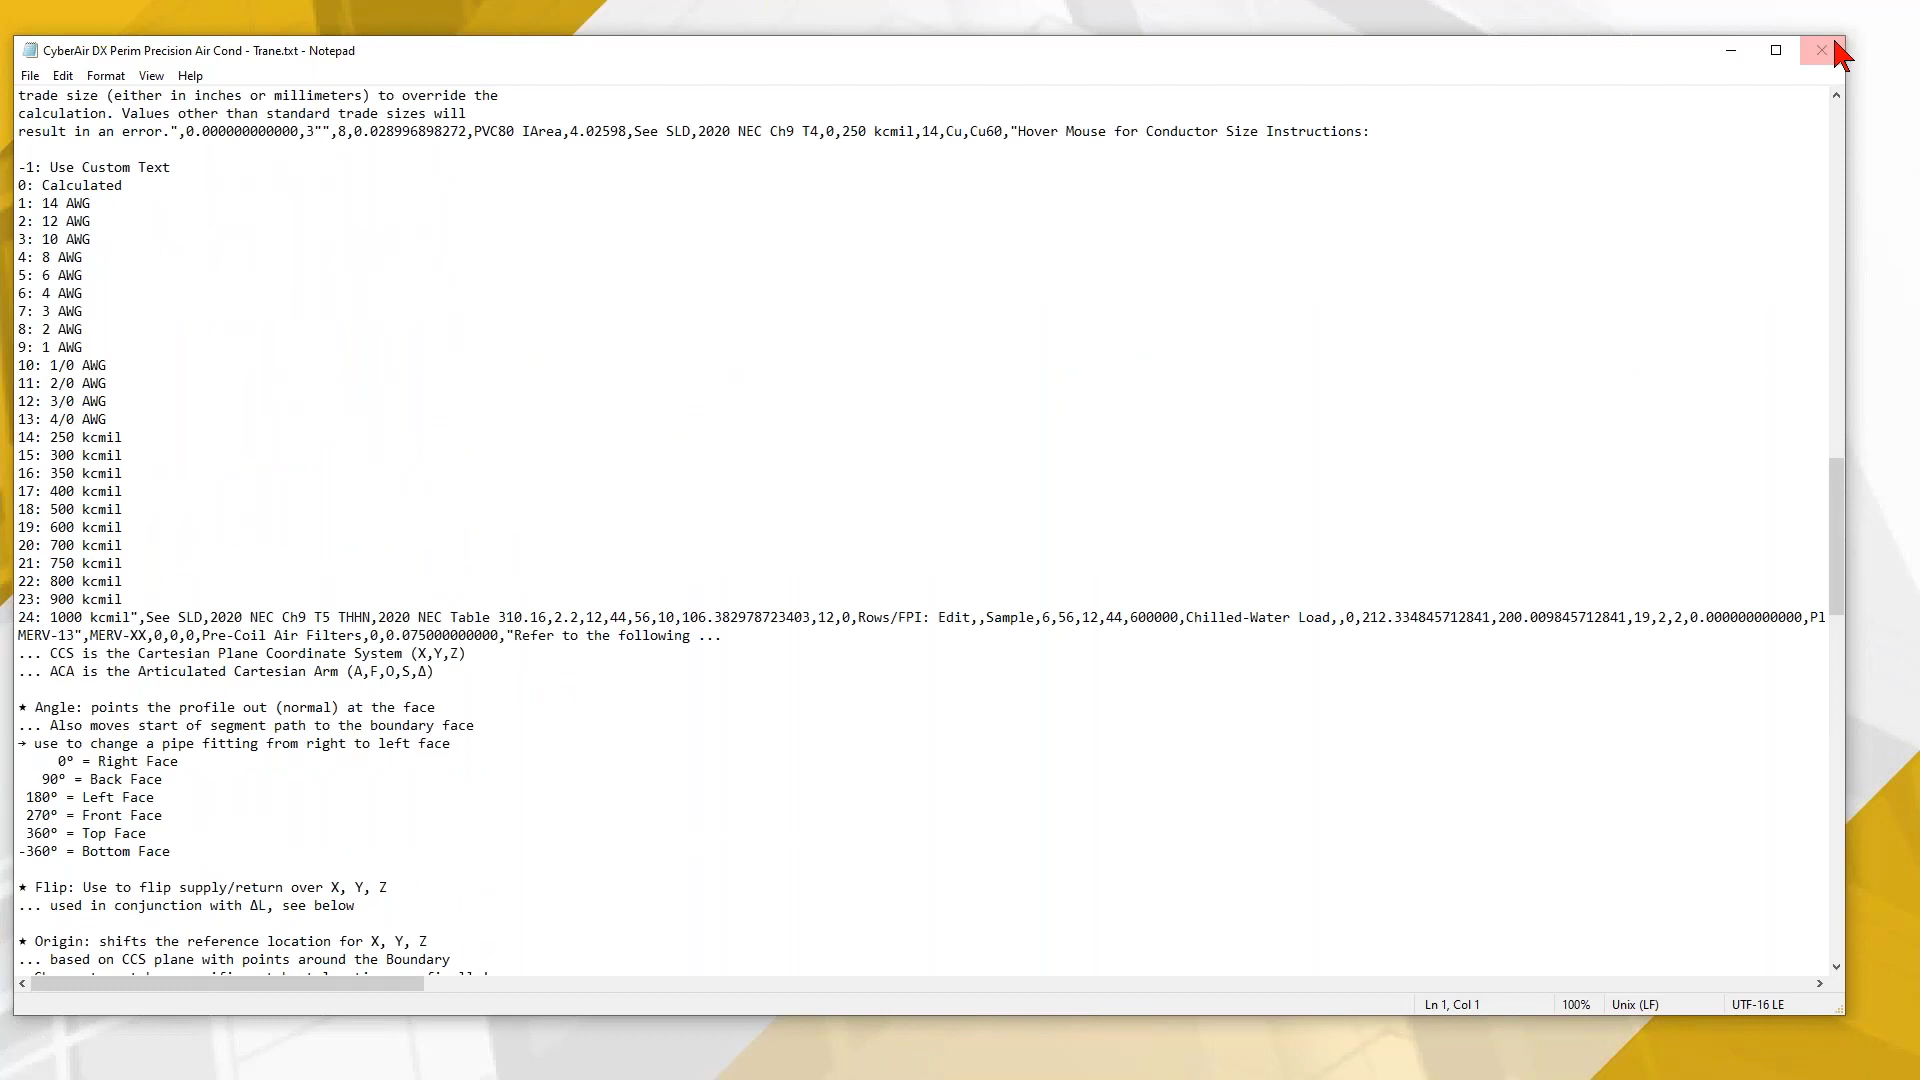 CyberAir DX Perim Precision Air Cond - Trane.txt - Notepad
File Edit Format View Help
trade size (either in inches or millimeters) to override the
calculation. Values other than standard trade sizes will
result in an error.",0.000000000000,3"",8,0.028996898272,PVC80 IArea,4.02598,See SLD,2020 NEC Ch9 T4,0,250 kcmil,14,Cu,Cu60,"Hover Mouse for Conductor Size Instructions:
-1: Use Custom Text
0: Calculated
1: 14 AWG
2: 12 AWG
3: 10 AWG
4: 8 AWG
5: 6 AWG
6: 4 AWG
7: 3 AWG
8: 2 AWG
9: 1 AWG
10: 1/0 AWG
11: 2/0 AWG
12: 3/0 AWG
13: 4/0 AWG
14: 250 kcmil
15: 300 kcmil
16: 350 kcmil
17: 400 kcmil
18: 500 kcmil
19: 600 kcmil
20: 700 kcmil
21: 750 kcmil
22: 800 kcmil
23: 900 kcmil
24: 1000 kcmil",See SLD,2020 NEC Ch9 T5 THHN,2020 NEC Table 310.16,2.2,12,44,56,10,106.382978723403,12,0,Rows/FPI: Edit,,Sample,6,56,12,44,600000,Chilled-Water Load,,0,212.334845712841,200.009845712841,19,2,2,0.000000000000,Pl
MERV-13",MERV-XX,0,0,0,Pre-Coil Air Filters,0,0.075000000000,"Refer to the following ...
... CCS is the Cartesian Plane Coordinate System (X,Y,Z)
... ACA is the Articulated Cartesian Arm (A,F,O,S,Δ)
★ Angle: points the profile out (normal) at the face
... Also moves start of segment path to the boundary face
→ use to change a pipe fitting from right to left face
0º = Right Face
90º = Back Face
180º = Left Face
270º = Front Face
360º = Top Face
-360º = Bottom Face
★ Flip: Use to flip supply/return over X, Y, Z
... used in conjunction with ΔL, see below
★ Origin: shifts the reference location for X, Y, Z
... based on CCS plane with points around the Boundary
Ln 1, Col 1 100% Unix (LF) UTF-16 LE